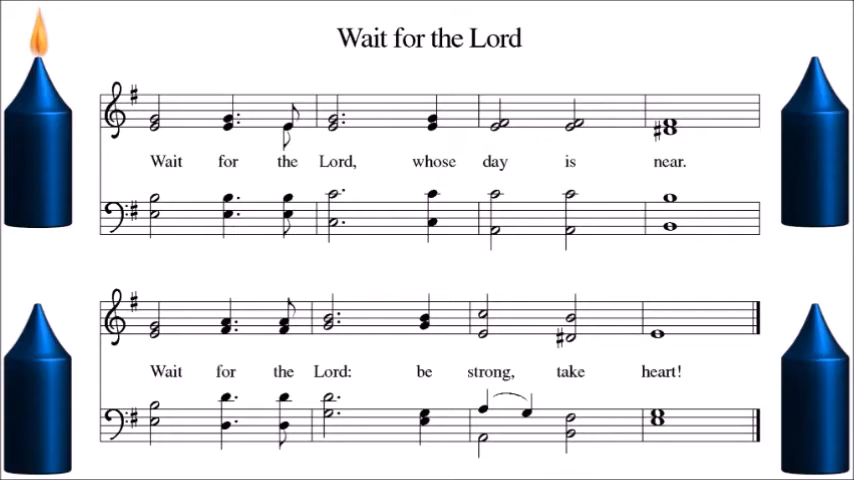 Wait for the Lord
Wait for the Lord, whose day is near.
Wait for the Lord: be strong, take heart!